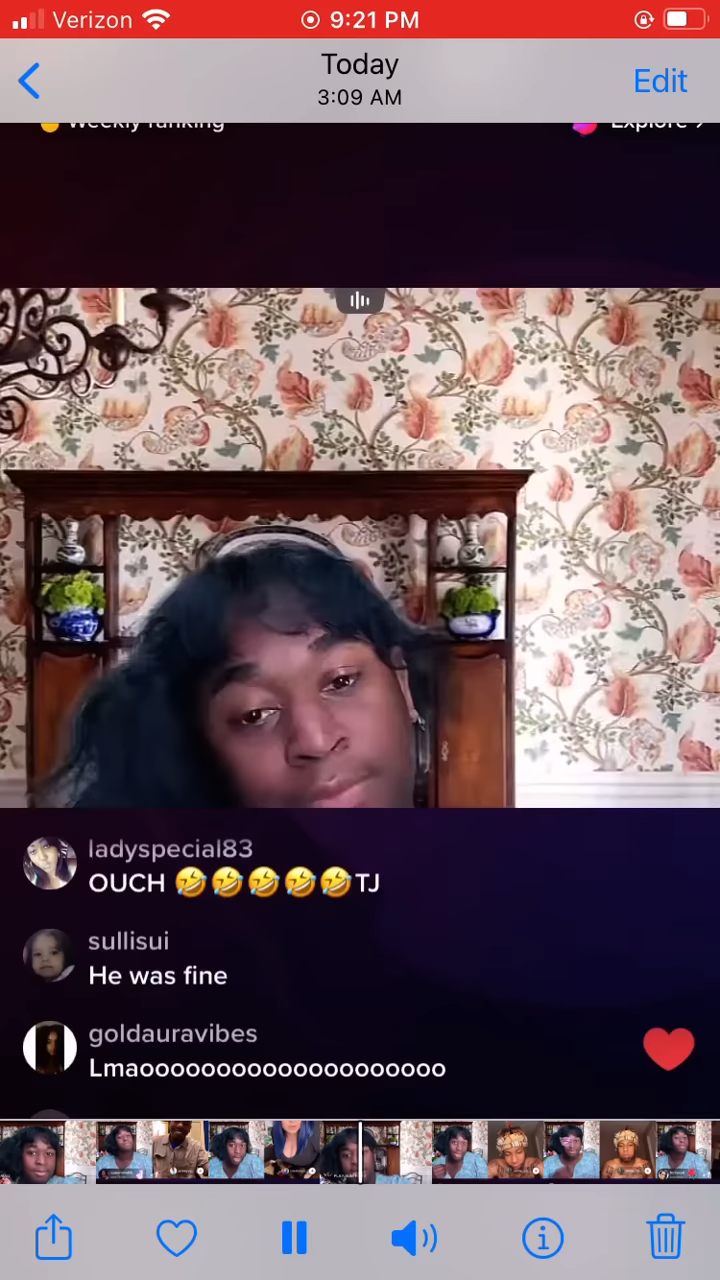 Verizon 9:21 PM
Today
3:09 AM
Edit
Weekly ranking
Explore >
ladyspecial83
OUCH 🤣🤣🤣🤣🤣TJ
sullisui
He was fine
goldauravibes
Lmaooooooooooooooooooooo